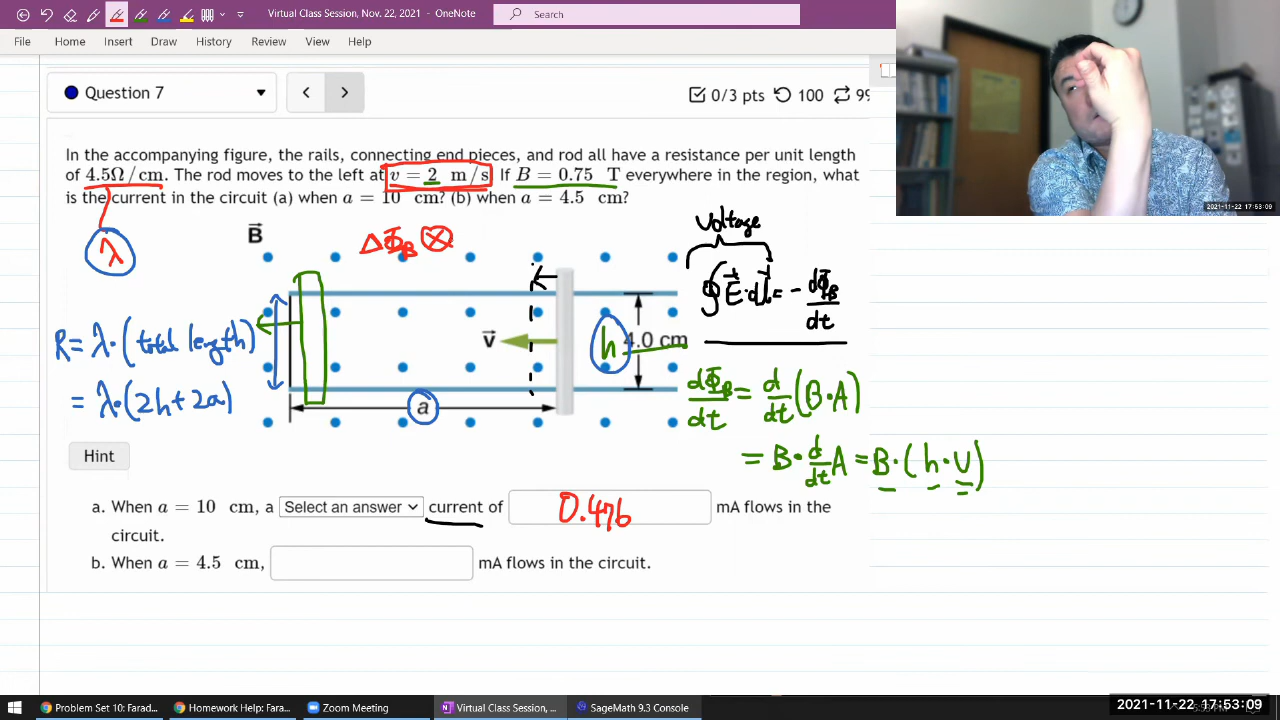 Virtual Class Session, Nov. 22, 2021 - OneNote
Search
File Home Insert Draw History Review View Help
Question 7
0/3 pts 100 99
In the accompanying figure, the rails, connecting end pieces, and rod all have a resistance per unit length
of 4.5Ω/cm. The rod moves to the left at v = 2 m/s If B = 0.75 T everywhere in the region, what
is the current in the circuit (a) when a = 10 cm? (b) when a = 4.5 cm?
λ
B⃗
ΔΦ_B ⊗
voltage
∮E⃗·dl⃗ = - dΦ_B/dt
R = λ·(total length)
= λ·(2h+2a)
v⃗
h 4.0 cm
a
dΦ_B/dt = d/dt (B·A)
= B·d/dt A = B·(h·v)
Hint
a. When a = 10 cm, a Select an answer current of 0.476 mA flows in the
circuit.
b. When a = 4.5 cm, mA flows in the circuit.
2021-11-22 17:53:09
Problem Set 10: Farad... Homework Help: Fara... Zoom Meeting Virtual Class Session, ... SageMath 9.3 Console
2021-11-22 17:53:09